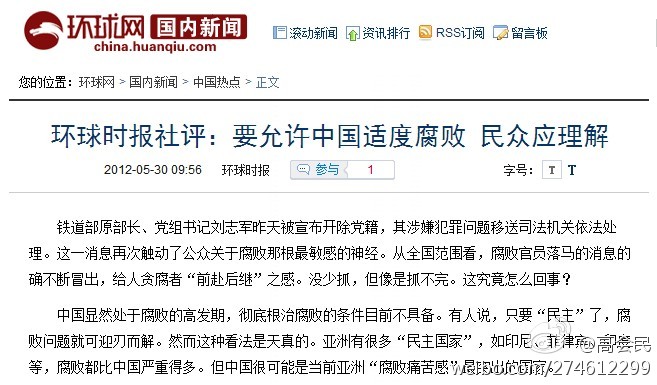 环球网 国内新闻
china.huanqiu.com
滚动新闻 资讯排行 RSS订阅 留言板
您的位置：环球网 > 国内新闻 > 中国热点 > 正文
环球时报社评：要允许中国适度腐败 民众应理解
2012-05-30 09:56 环球时报 参与 1 字号： T T
铁道部原部长、党组书记刘志军昨天被宣布开除党籍，其涉嫌犯罪问题移送司法机关依法处
理。这一消息再次触动了公众关于腐败那根最敏感的神经。从全国范围看，腐败官员落马的消息的
确不断冒出，给人贪腐者“前赴后继”之感。没少抓，但像是抓不完。这究竟怎么回事？
中国显然处于腐败的高发期，彻底根治腐败的条件目前不具备。有人说，只要“民主”了，腐
败问题就可迎刃而解。然而这种看法是天真的。亚洲有很多“民主国家”，如印尼、菲律宾、印度
等，腐败都比中国严重得多。但中国很可能是当前亚洲“腐败痛苦感”最突出的国家
weibo.com/274612299